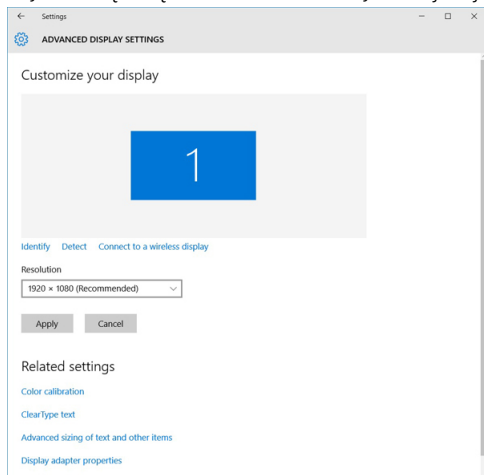 Settings
ADVANCED DISPLAY SETTINGS
Customize your display
1
Identify Detect Connect to a wireless display
Resolution
1920 × 1080 (Recommended)
Apply Cancel
Related settings
Color calibration
ClearType text
Advanced sizing of text and other items
Display adapter properties